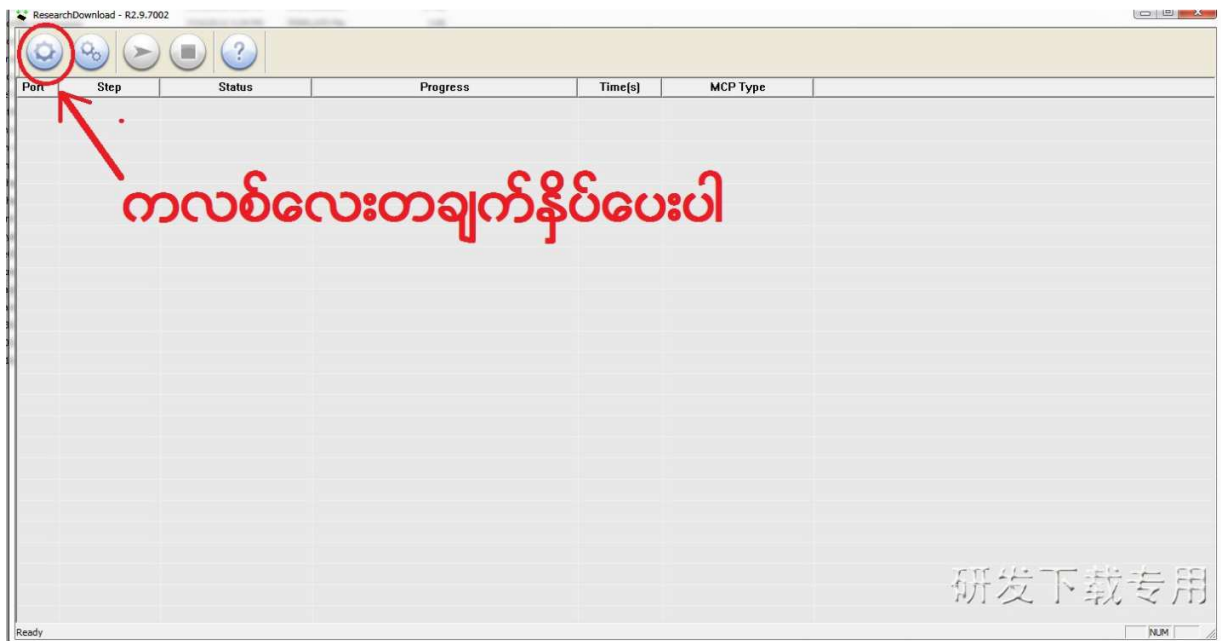 ResearchDownload - R2.9.7002
Port Step Status Progress Time(s) MCP Type
ကလစ်လေးတချက်နှိပ်ပေးပါ
研发下载专用
Ready NUM